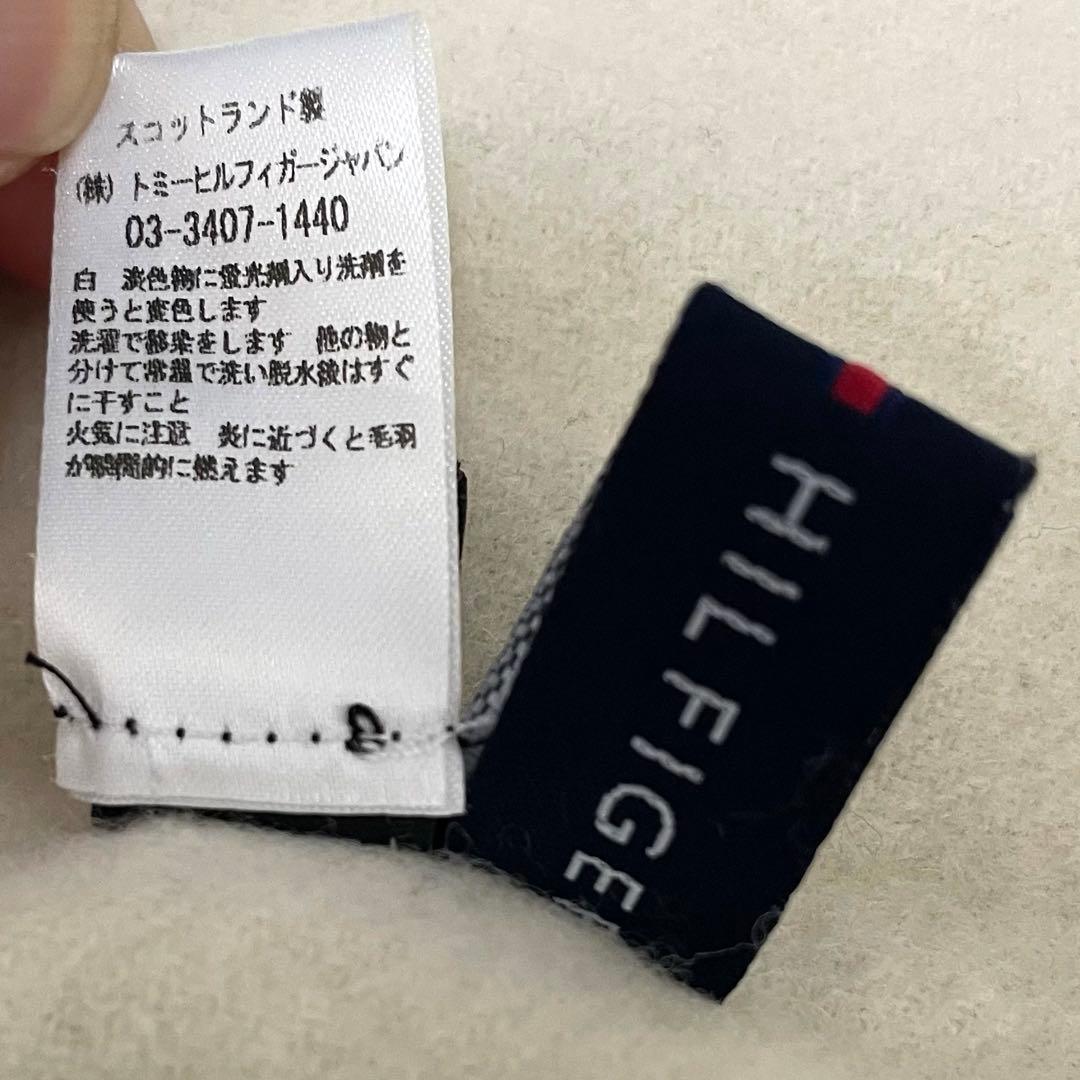 スコットランド製
(株) トミーヒルフィガージャパン
03-3407-1440
白　淡色物に蛍光剤入り洗剤を
使うと変色します
洗濯で移染をします　他の物と
分けて常温で洗い脱水後はすぐ
に干すこと
火気に注意　炎に近づくと毛羽
が瞬間的に燃えます
HILFIGE